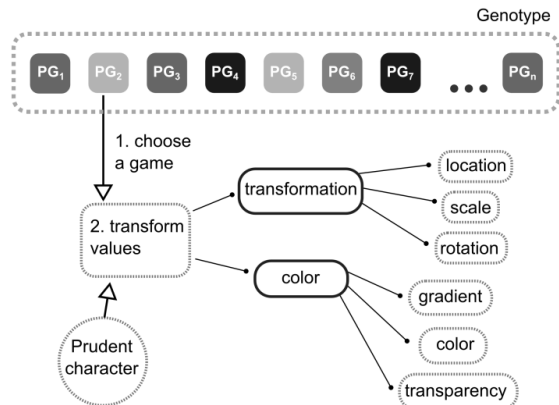 Genotype
PG1 PG2 PG3 PG4 PG5 PG6 PG7 PGn
1. choose
a game
2. transform
values
transformation
location
scale
rotation
color
gradient
color
transparency
Prudent
character